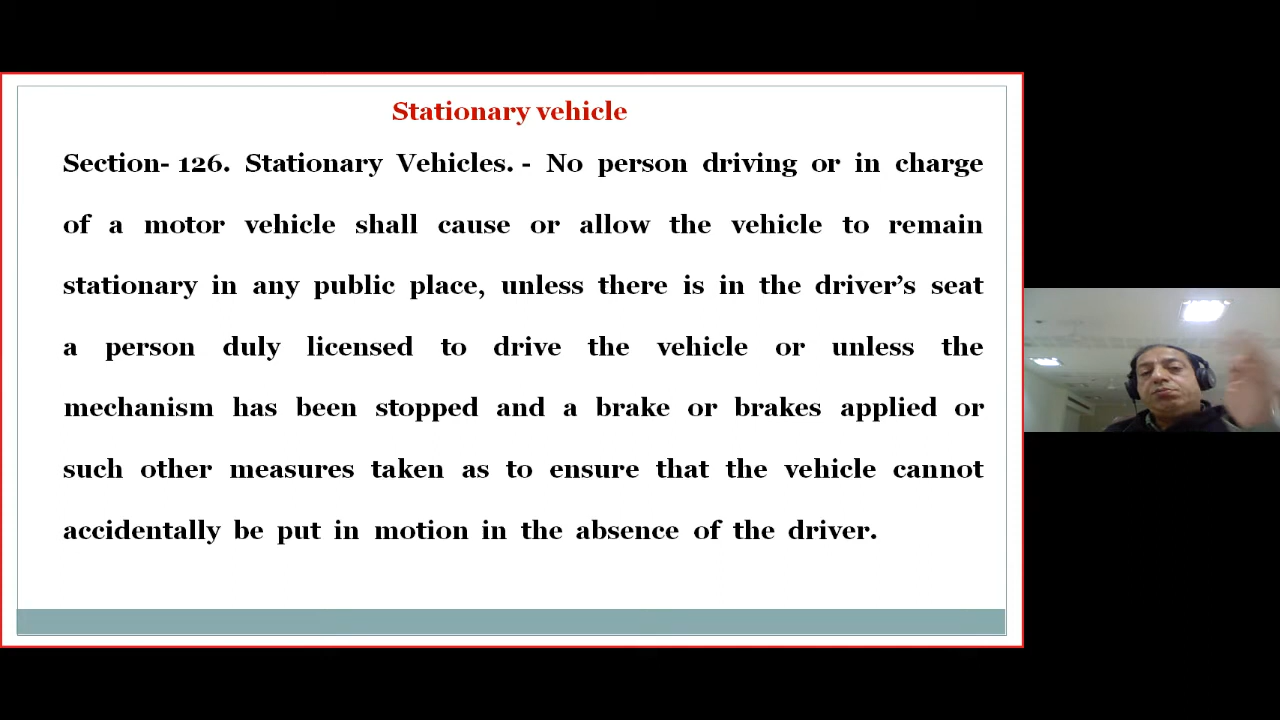 Stationary vehicle
Section- 126. Stationary Vehicles. - No person driving or in charge
of a motor vehicle shall cause or allow the vehicle to remain
stationary in any public place, unless there is in the driver’s seat
a person duly licensed to drive the vehicle or unless the
mechanism has been stopped and a brake or brakes applied or
such other measures taken as to ensure that the vehicle cannot
accidentally be put in motion in the absence of the driver.